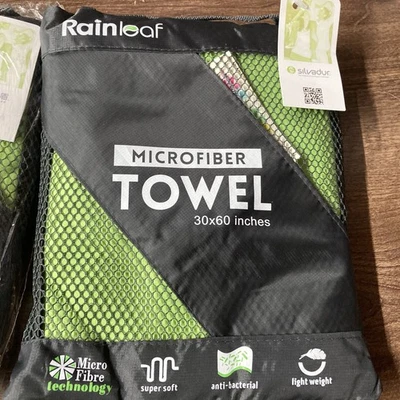 Rainleaf
silvadur
MICROFIBER
TOWEL
30x60 inches
Micro
Fibre
technology
super soft
anti-bacterial
light weight